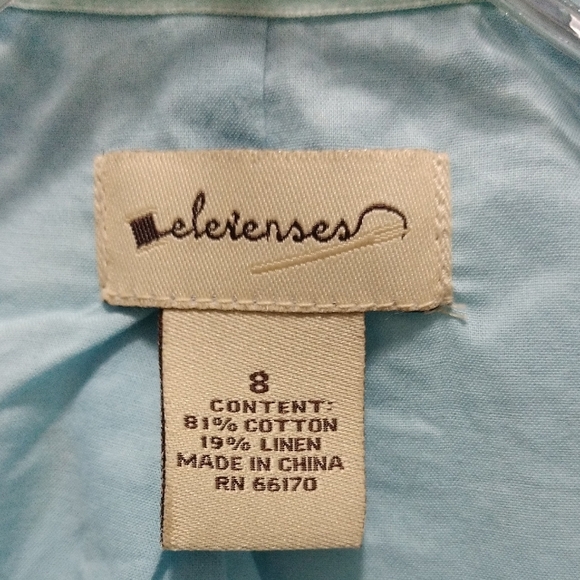 elevenses
8
CONTENT:
81% COTTON
19% LINEN
MADE IN CHINA
RN 66170